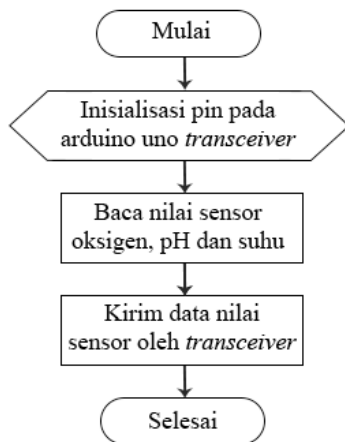 Mulai
Inisialisasi pin pada
arduino uno transceiver
Baca nilai sensor
oksigen, pH dan suhu
Kirim data nilai
sensor oleh transceiver
Selesai